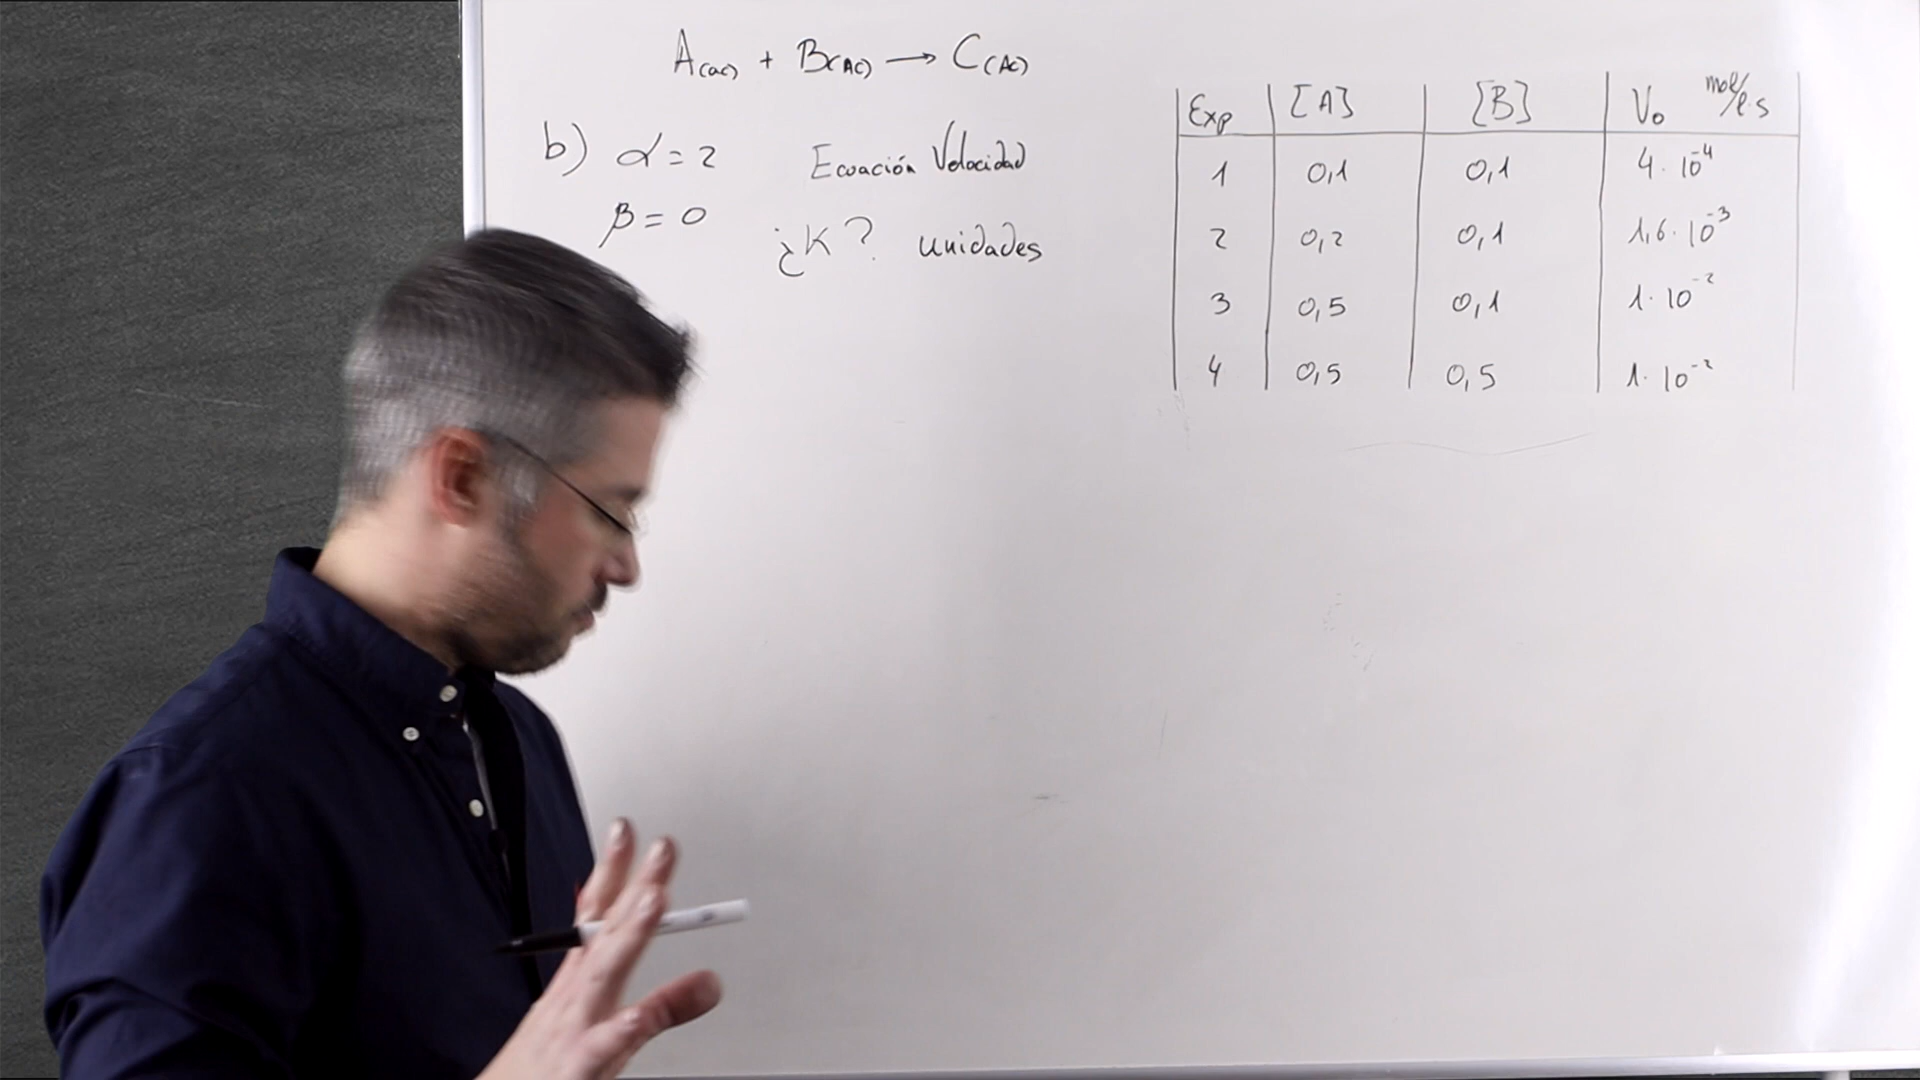 A(ac) + B(AC) → C(AC)
b) α = 2 Ecuación Velocidad
β = 0 ¿K? unidades
Exp [A] [B] Vo mol/l·s
1 0,1 0,1 4·10⁻⁴
2 0,2 0,1 1,6·10⁻³
3 0,5 0,1 1·10⁻²
4 0,5 0,5 1·10⁻²